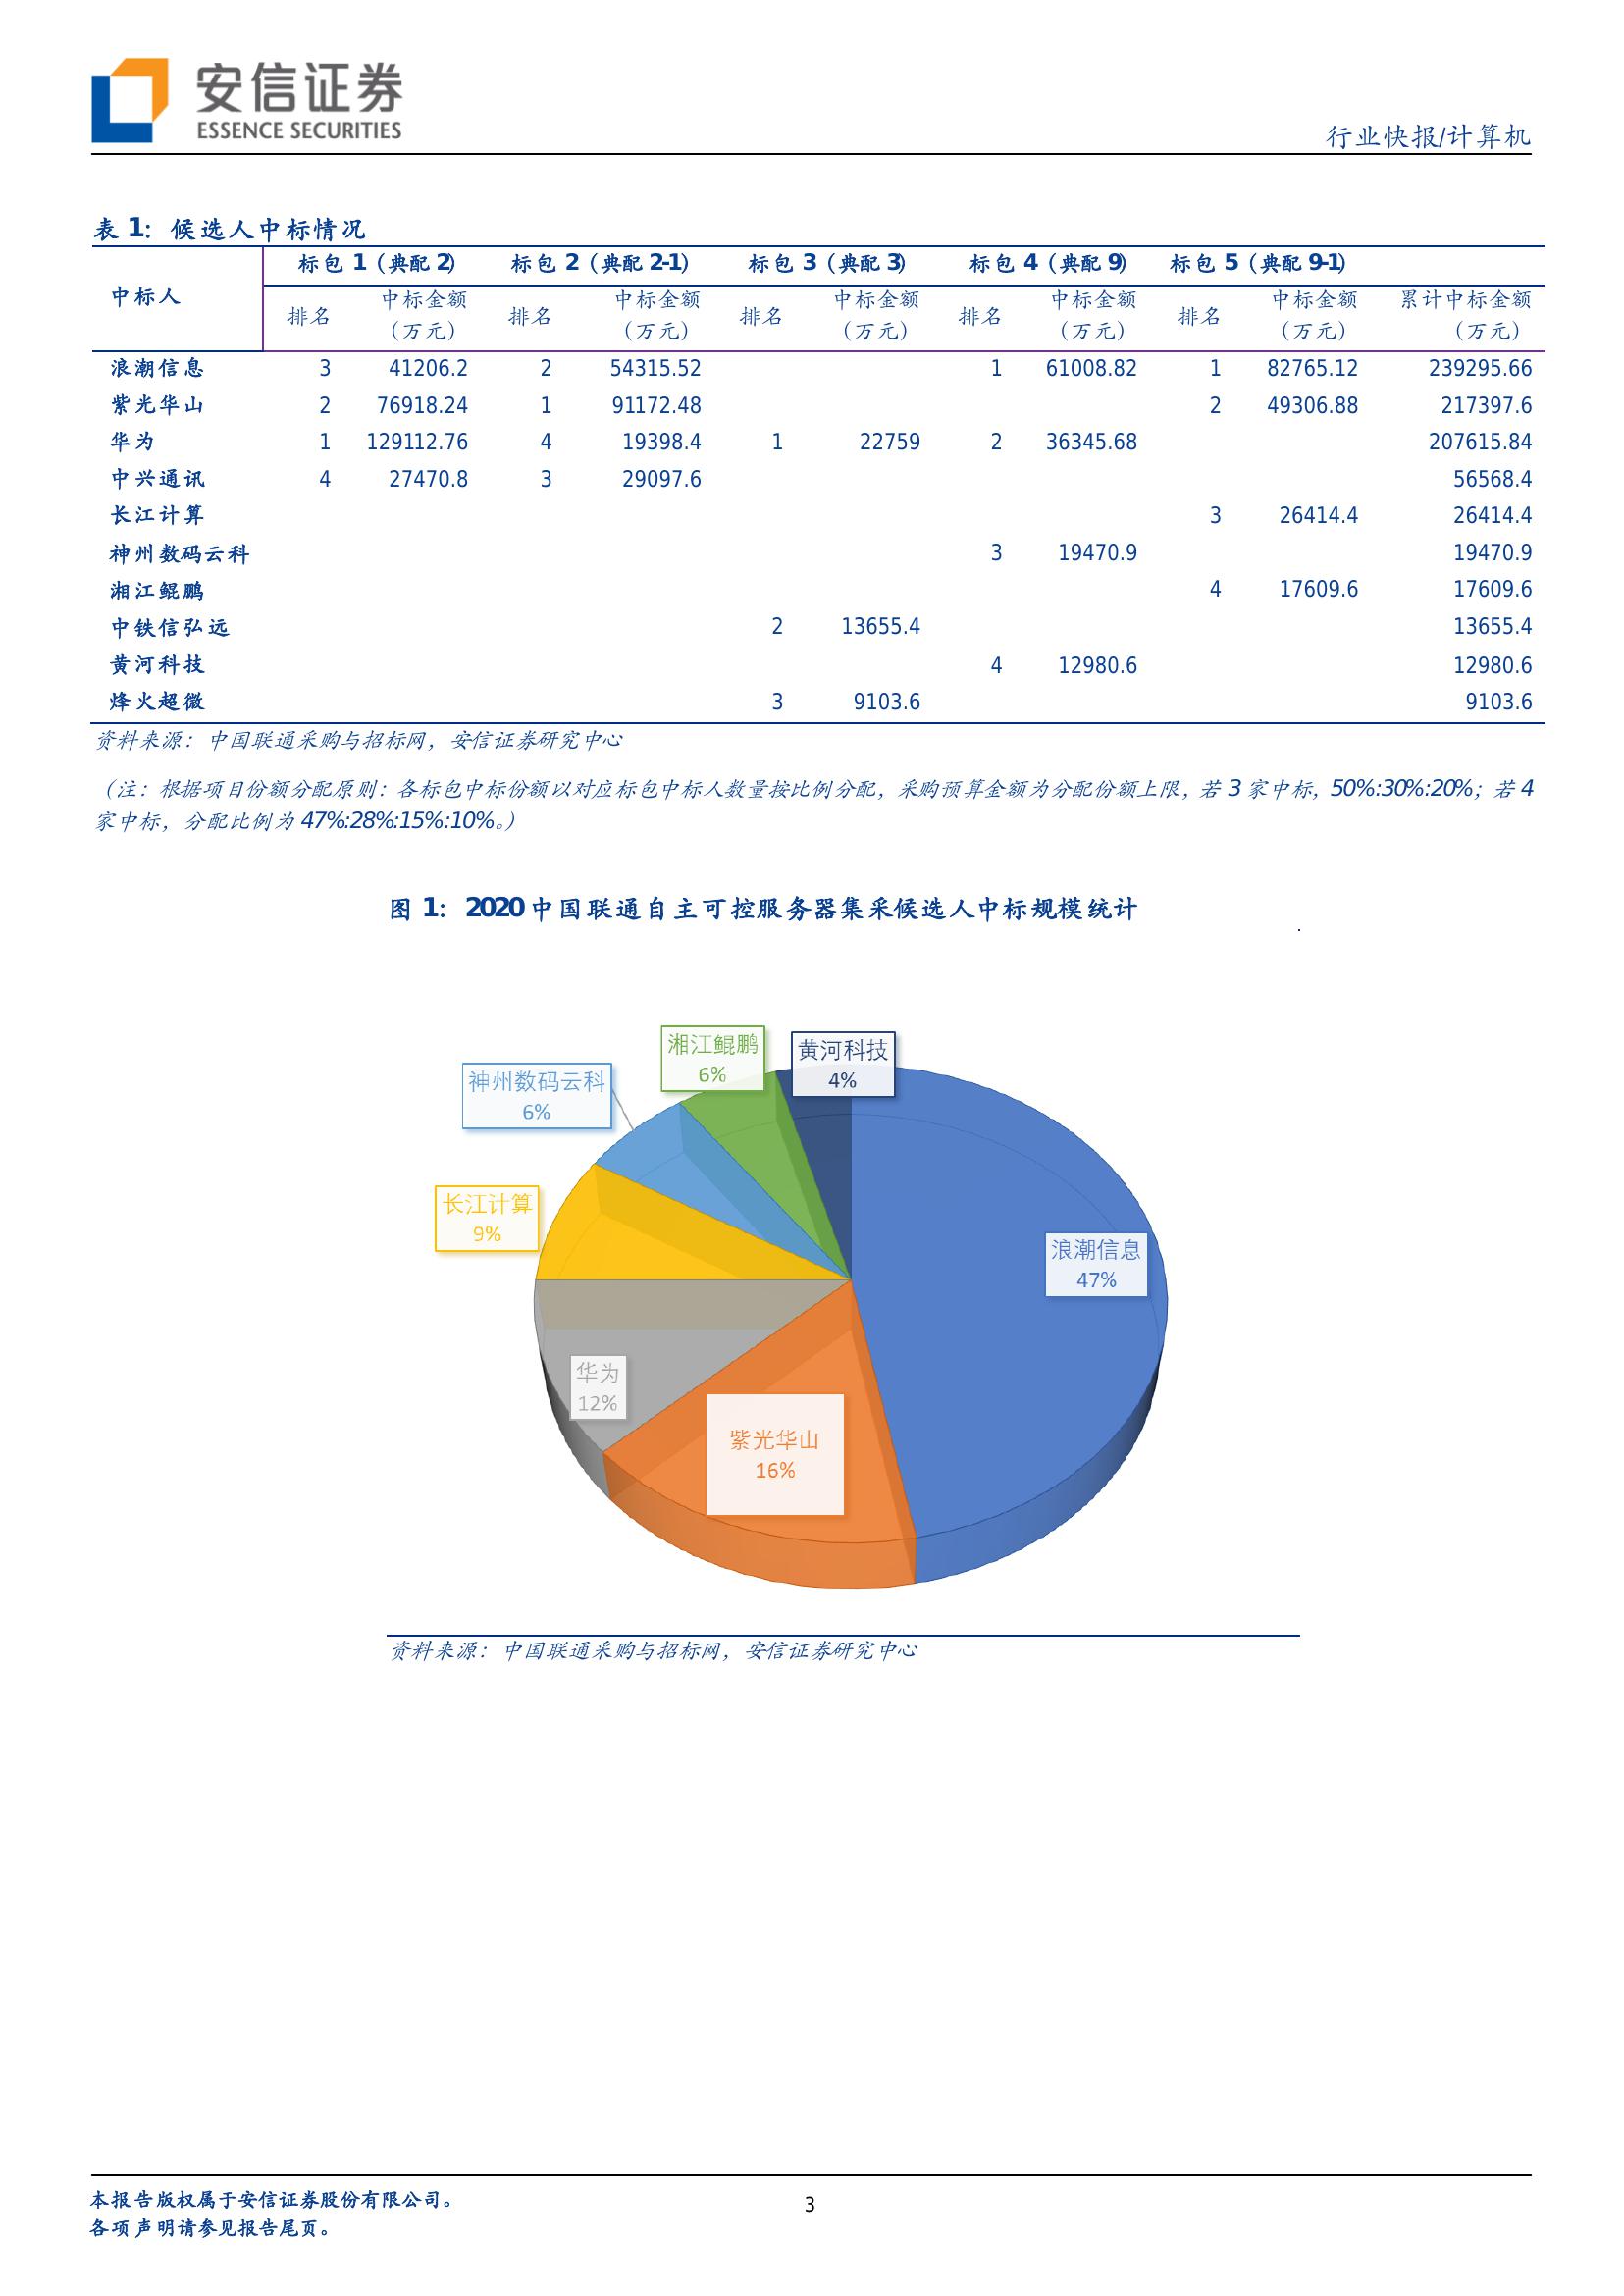 安信证券
ESSENCE SECURITIES
行业快报/计算机
表 1：候选人中标情况
中标人 标包 1（典配 2） 标包 2（典配 2-1） 标包 3（典配 3） 标包 4（典配 9） 标包 5（典配 9-1）
排名 中标金额（万元） 排名 中标金额（万元） 排名 中标金额（万元） 排名 中标金额（万元） 排名 中标金额（万元） 累计中标金额（万元）
浪潮信息 3 41206.2 2 54315.52 1 61008.82 1 82765.12 239295.66
紫光华山 2 76918.24 1 91172.48 2 49306.88 217397.6
华为 1 129112.76 4 19398.4 1 22759 2 36345.68 207615.84
中兴通讯 4 27470.8 3 29097.6 56568.4
长江计算 3 26414.4 26414.4
神州数码云科 3 19470.9 19470.9
湘江鲲鹏 4 17609.6 17609.6
中铁信弘远 2 13655.4 13655.4
黄河科技 4 12980.6 12980.6
烽火超微 3 9103.6 9103.6
资料来源：中国联通采购与招标网，安信证券研究中心
（注：根据项目份额分配原则：各标包中标份额以对应标包中标人数量按比例分配，采购预算金额为分配份额上限，若 3 家中标，50%:30%:20%；若 4
家中标，分配比例为 47%:28%:15%:10%。）
图 1：2020 中国联通自主可控服务器集采候选人中标规模统计
湘江鲲鹏
6%
黄河科技
4%
神州数码云科
6%
长江计算
9%
浪潮信息
47%
华为
12%
紫光华山
16%
资料来源：中国联通采购与招标网，安信证券研究中心
本报告版权属于安信证券股份有限公司。
各项声明请参见报告尾页。
3